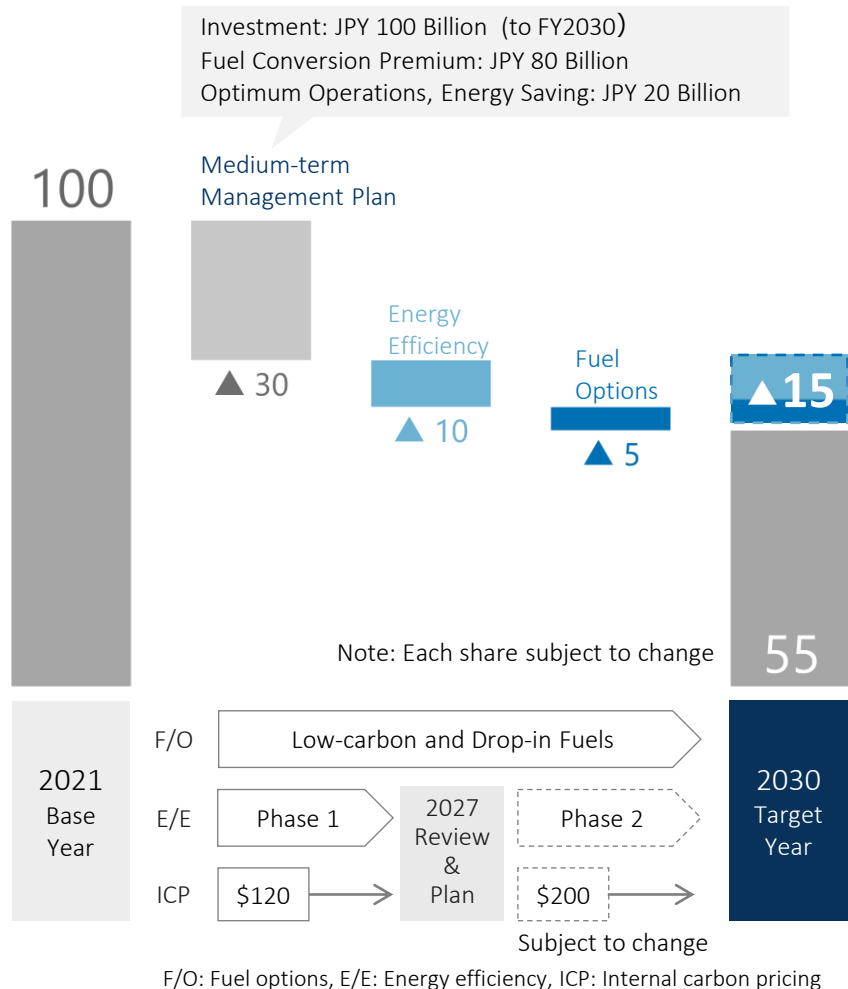 Investment: JPY 100 Billion (to FY2030)
Fuel Conversion Premium: JPY 80 Billion
Optimum Operations, Energy Saving: JPY 20 Billion
100
Medium-term
Management Plan
▲ 30
Energy
Efficiency
▲ 10
Fuel
Options
▲ 5
▲15
Note: Each share subject to change
55
2021
Base
Year
F/O
Low-carbon and Drop-in Fuels
E/E
Phase 1
2027
Review
&
Plan
Phase 2
ICP
$120
$200
Subject to change
2030
Target
Year
F/O: Fuel options, E/E: Energy efficiency, ICP: Internal carbon pricing